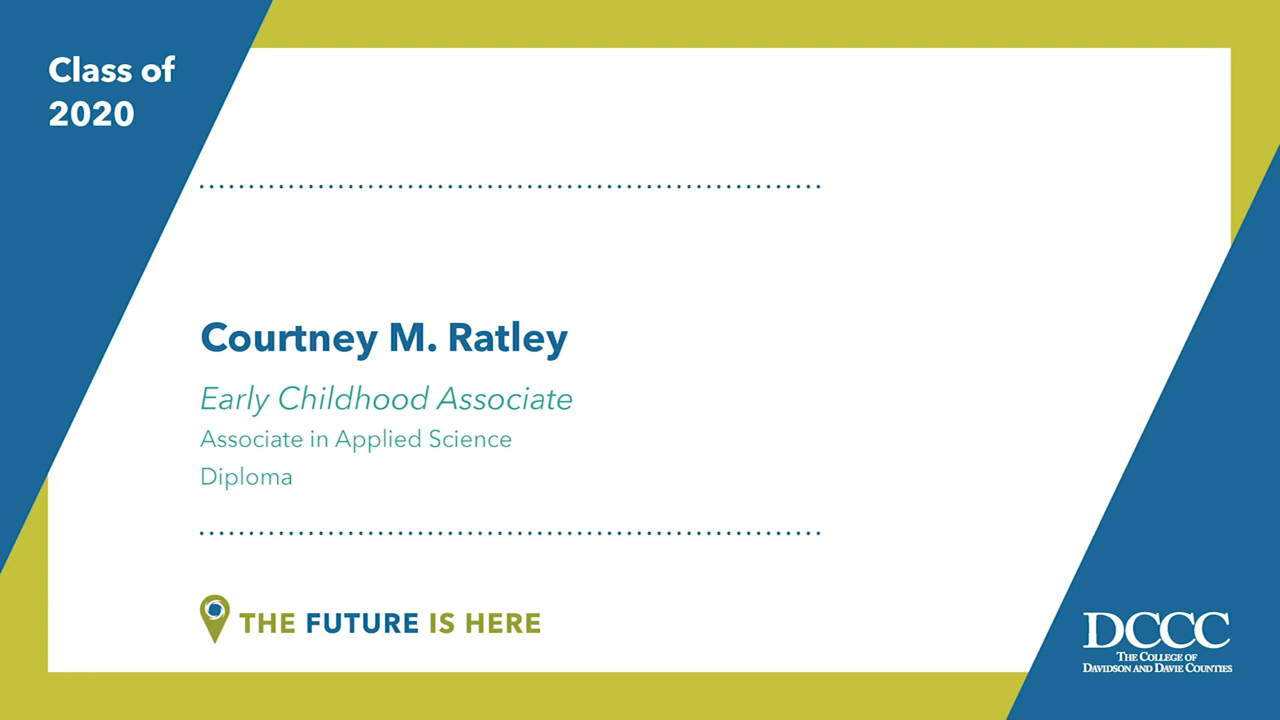 Class of
2020
Courtney M. Ratley
Early Childhood Associate
Associate in Applied Science
Diploma
THE FUTURE IS HERE
DCCC
THE COLLEGE OF
DAVIDSON AND DAVIE COUNTIES